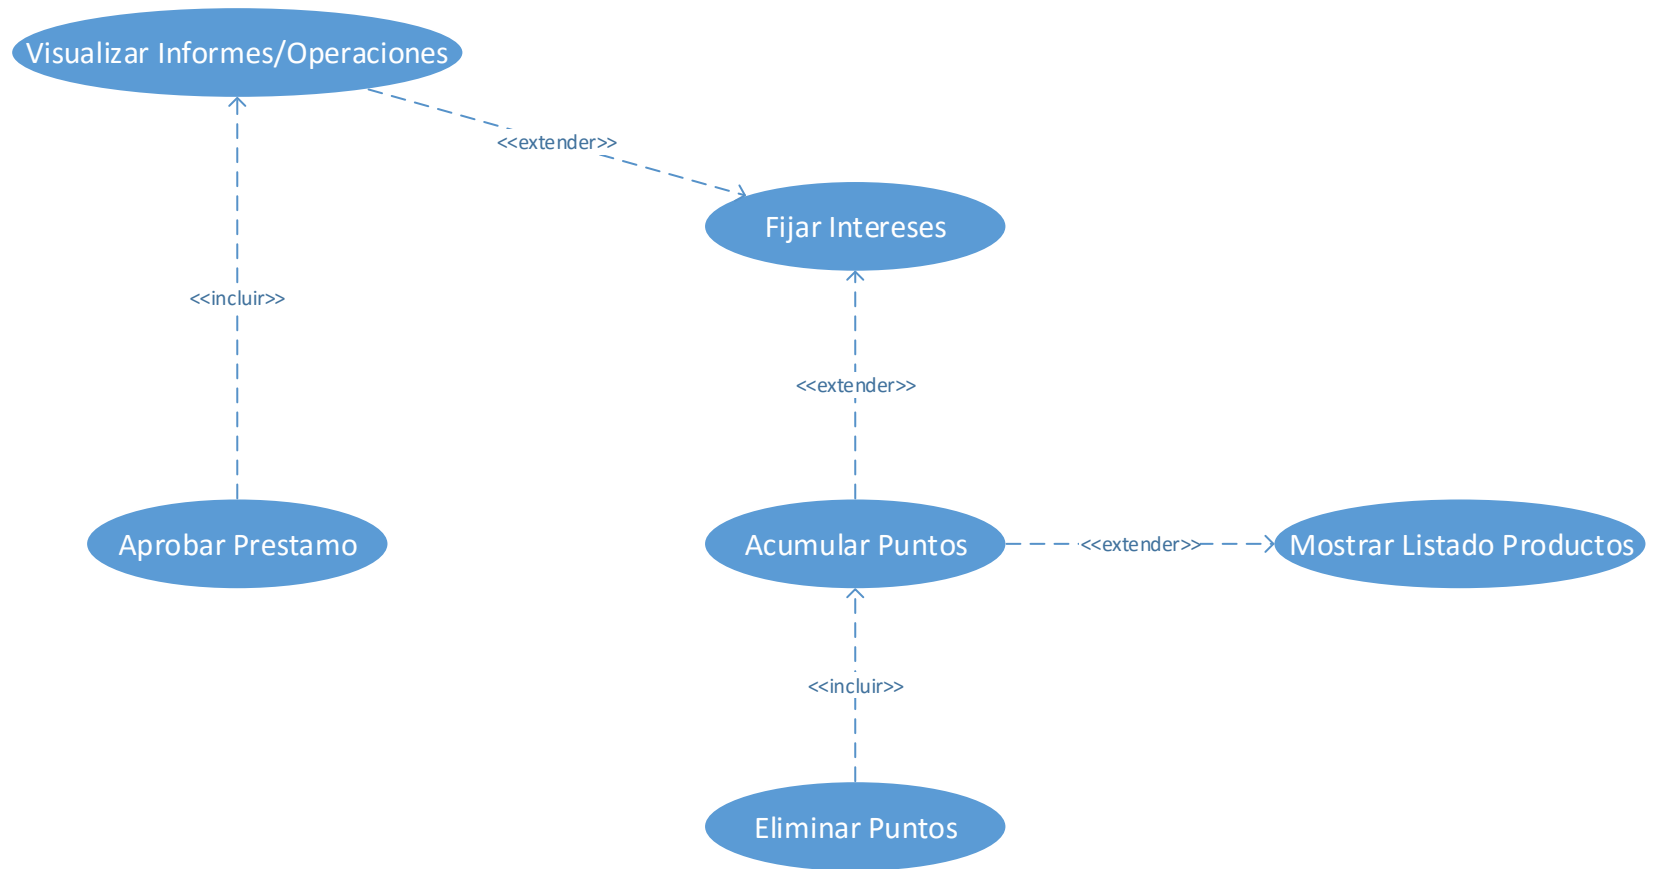 Visualizar Informes/Operaciones
<<extender>>
Fijar Intereses
<<incluir>>
<<extender>>
Aprobar Prestamo
Acumular Puntos
<<extender>>
Mostrar Listado Productos
<<incluir>>
Eliminar Puntos